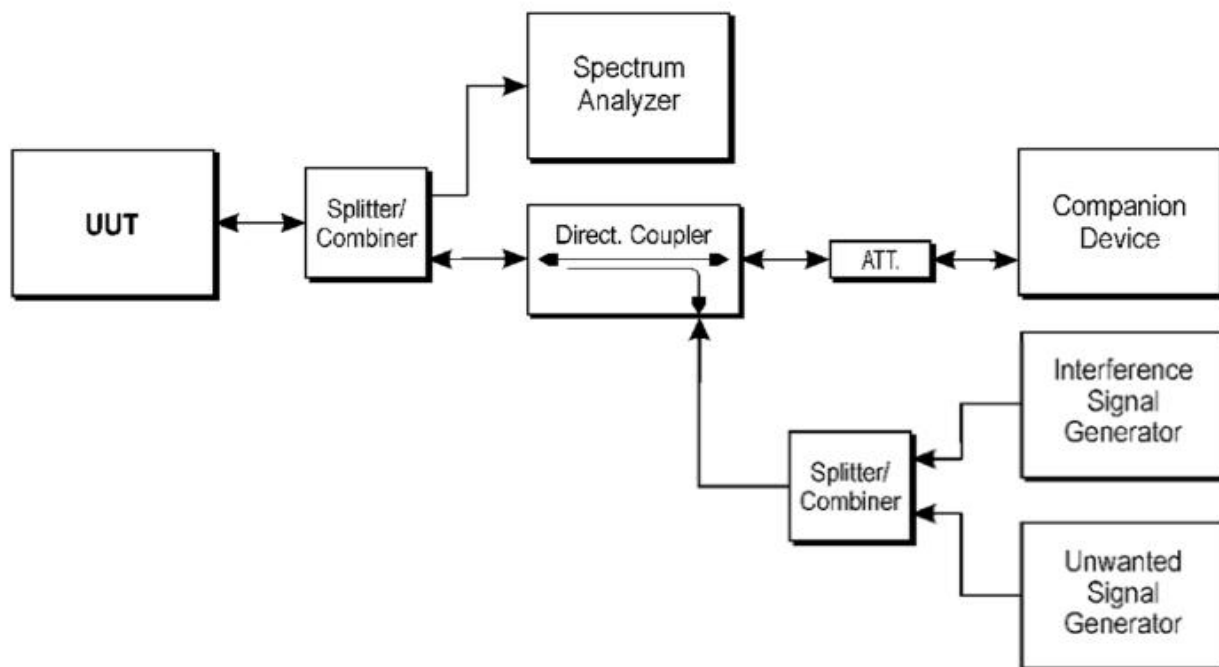 Spectrum
Analyzer
UUT
Splitter/
Combiner
Direct. Coupler
ATT.
Companion
Device
Interference
Signal
Generator
Splitter/
Combiner
Unwanted
Signal
Generator